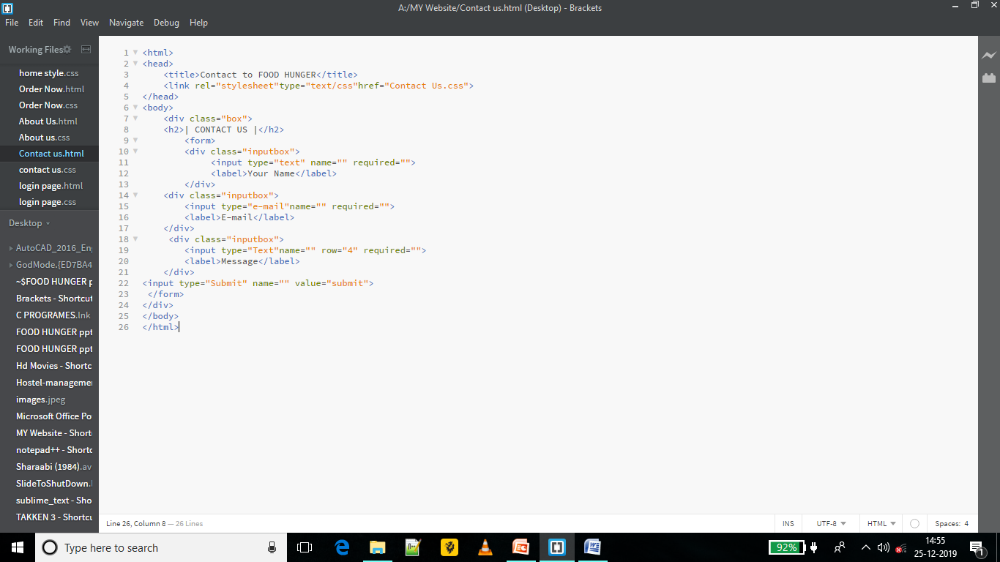 A:/MY Website/Contact us.html (Desktop) - Brackets
File Edit Find View Navigate Debug Help
Working Files
home style.css
Order Now.html
Order Now.css
About Us.html
About us.css
Contact us.html
contact us.css
login page.html
login page.css
Desktop
AutoCAD_2016_En
GodMode.{ED7BA4
~$FOOD HUNGER p
Brackets - Shortcut
C PROGRAMES.lnk
FOOD HUNGER ppt
FOOD HUNGER ppt
Hd Movies - Shortc
Hostel-manageme
images.jpeg
Microsoft Office Po
MY Website - Short
notepad++ - Shortc
Sharaabi (1984).av
SlideToShutDown.
sublime_text - Sho
TAKKEN 3 - Shortcu
1 <html>
2 <head>
3 <title>Contact to FOOD HUNGER</title>
4 <link rel="stylesheet"type="text/css"href="Contact Us.css">
5 </head>
6 <body>
7 <div class="box">
8 <h2>| CONTACT US |</h2>
9 <form>
10 <div class="inputbox">
11 <input type="text" name="" required="">
12 <label>Your Name</label>
13 </div>
14 <div class="inputbox">
15 <input type="e-mail"name="" required="">
16 <label>E-mail</label>
17 </div>
18 <div class="inputbox">
19 <input type="Text"name="" row="4" required="">
20 <label>Message</label>
21 </div>
22 <input type="Submit" name="" value="submit">
23 </form>
24 </div>
25 </body>
26 </html>
Line 26, Column 8 — 26 Lines
INS UTF-8 HTML Spaces: 4
Type here to search
92%
14:55
25-12-2019
1